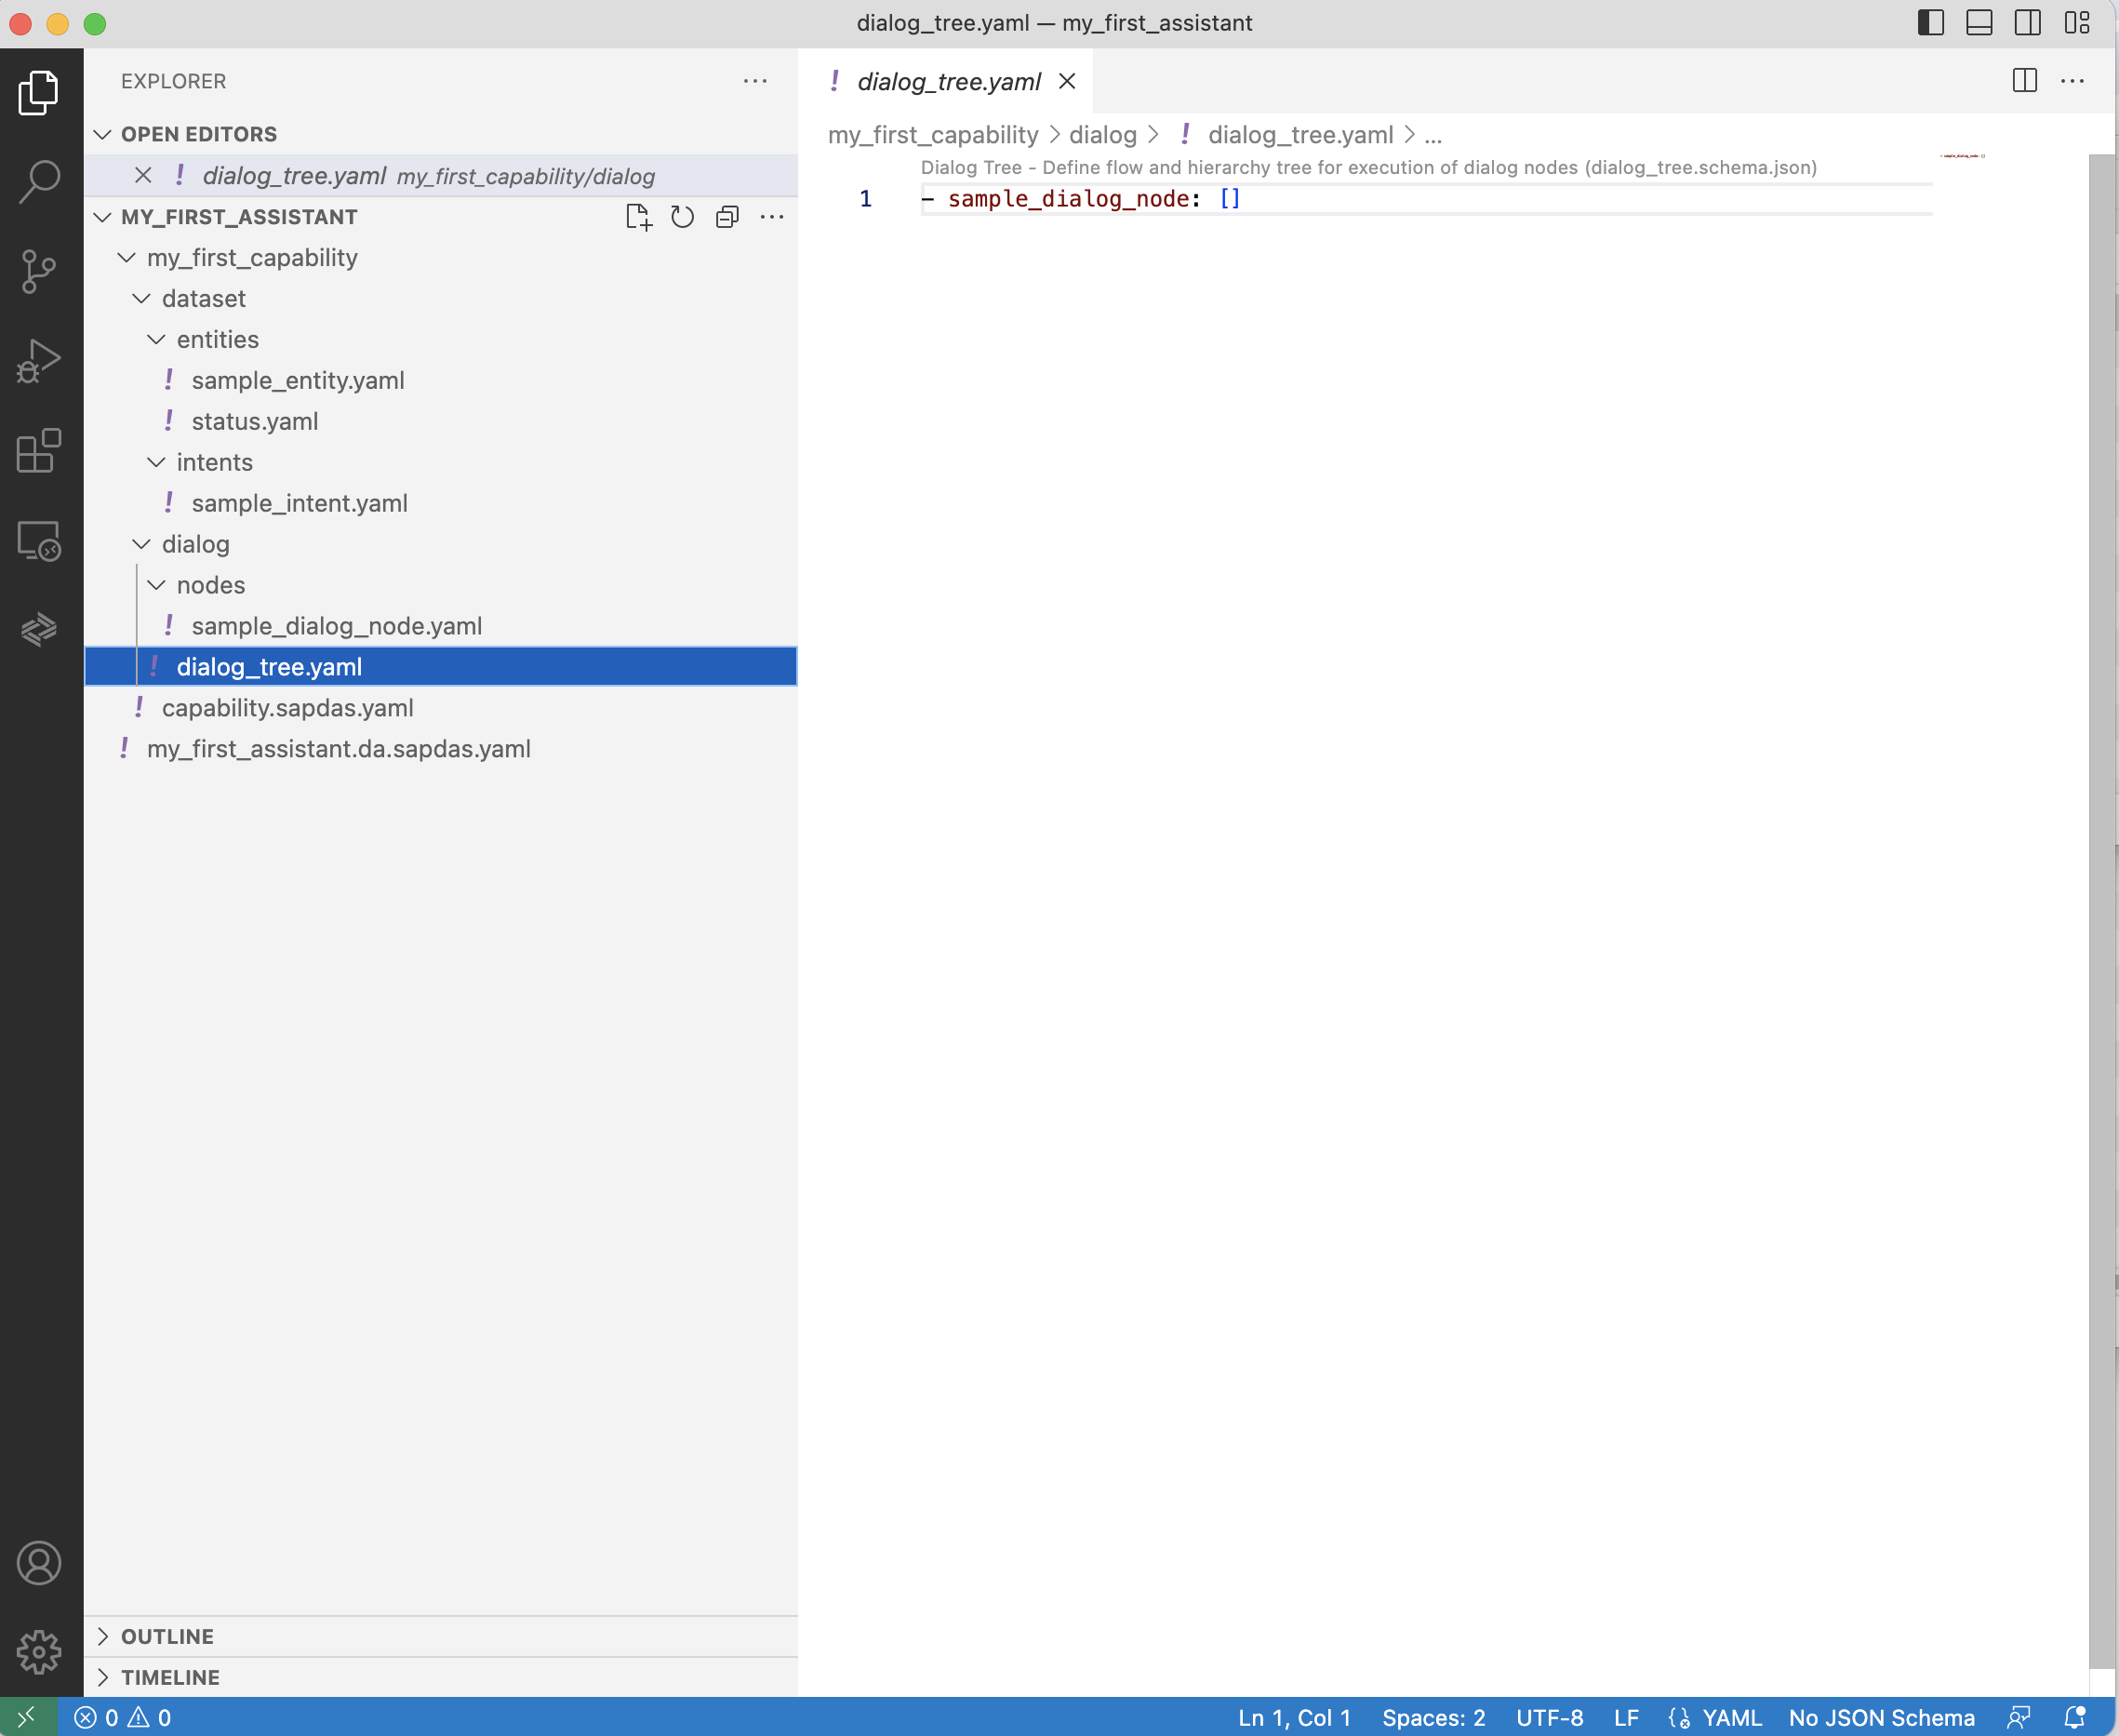 dialog_tree.yaml — my_first_assistant
EXPLORER
OPEN EDITORS
! dialog_tree.yaml my_first_capability/dialog
MY_FIRST_ASSISTANT
my_first_capability
dataset
entities
! sample_entity.yaml
! status.yaml
intents
! sample_intent.yaml
dialog
nodes
! sample_dialog_node.yaml
! dialog_tree.yaml
! capability.sapdas.yaml
! my_first_assistant.da.sapdas.yaml
OUTLINE
TIMELINE
! dialog_tree.yaml
my_first_capability > dialog > ! dialog_tree.yaml > ...
Dialog Tree - Define flow and hierarchy tree for execution of dialog nodes (dialog_tree.schema.json)
1 - sample_dialog_node: []
0 0 Ln 1, Col 1 Spaces: 2 UTF-8 LF YAML No JSON Schema